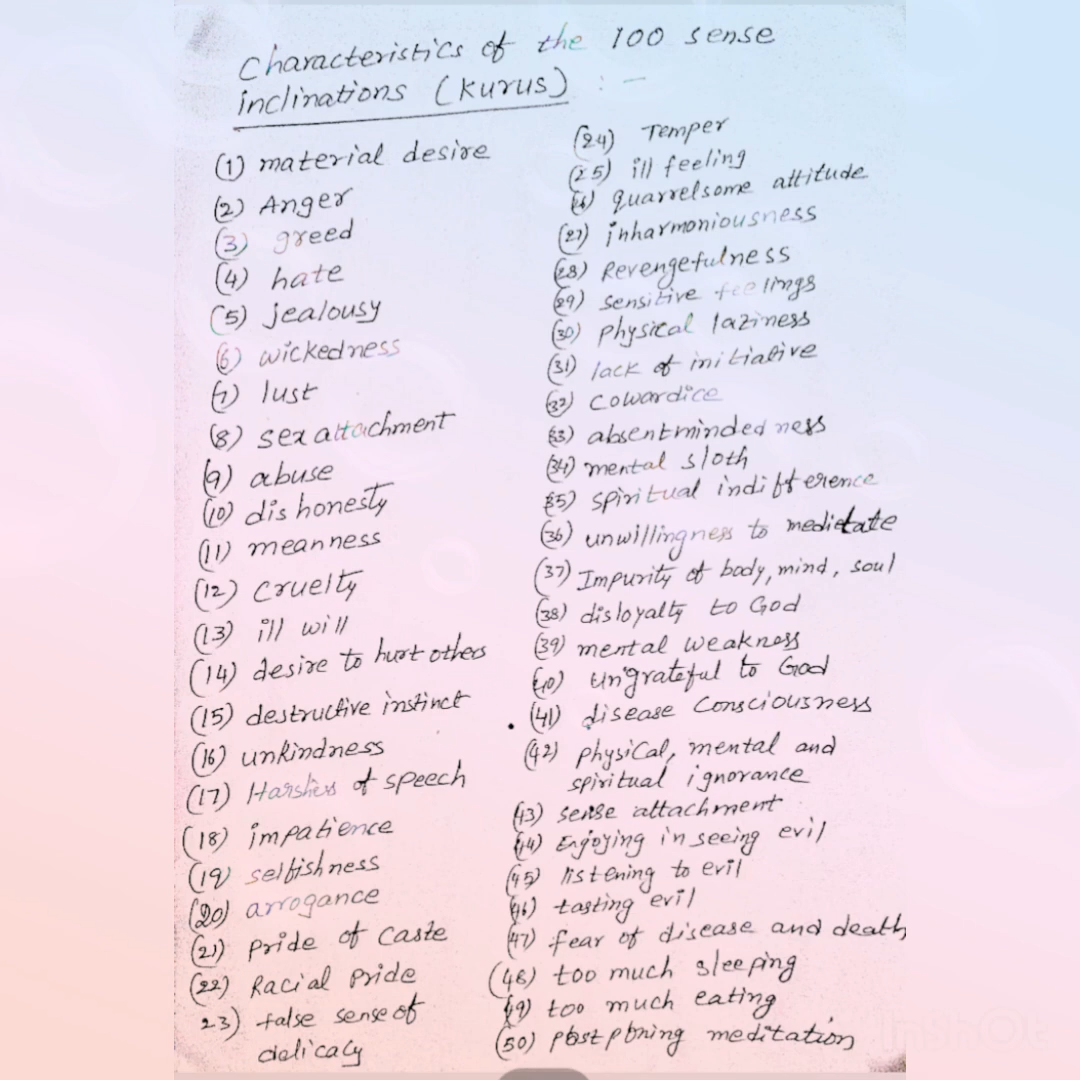 Characteristics of the 100 sense
inclinations (Kurus) : -
(1) material desire
(2) Anger
(3) greed
(4) hate
(5) jealousy
(6) wickedness
(7) lust
(8) sex attachment
(9) abuse
(10) dishonesty
(11) meanness
(12) Cruelty
(13) ill will
(14) desire to hurt others
(15) destructive instinct
(16) unkindness
(17) Harshes of speech
(18) impatience
(19) selfishness
(20) arrogance
(21) Pride of Caste
(22) Racial Pride
23) false sense of
dalicacy
(24) Temper
(25) ill feeling
(26) quarrelsome attitude
(27) inharmoniousness
(28) Revengefulness
(29) sensitive feelings
(30) physical laziness
(31) lack of initiative
(32) Cowardice
(33) absentminded ness
(34) mental sloth
(35) spiritual indifference
(36) unwillingness to medietate
(37) Impurity of body, mind, soul
(38) disloyalty to God
(39) mental weakness
(40) ungrateful to God
(41) disease Consciousness
(42) physical, mental and
spiritual ignorance
(43) sense attachment
(44) Enjoying in seeing evil
(45) listening to evil
(46) tasting evil
(47) fear of disease and death
(48) too much sleeping
(49) too much eating
(50) Postponing meditation